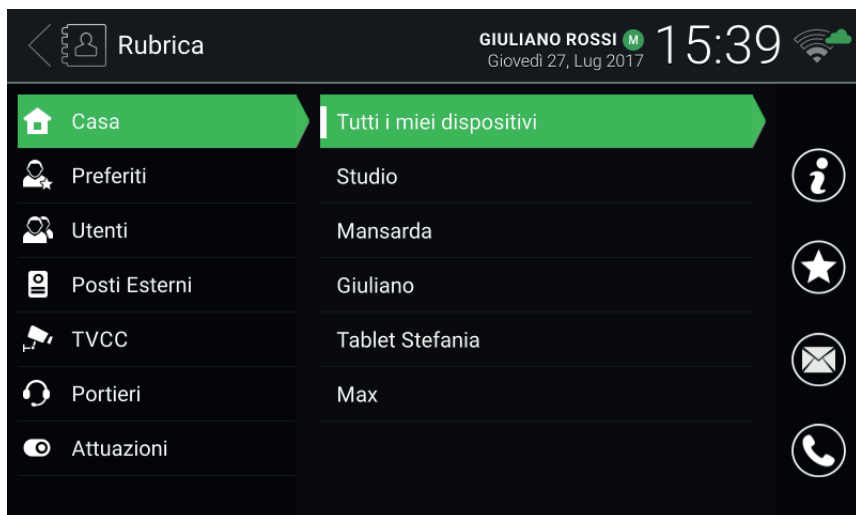 Rubrica
GIULIANO ROSSI M
Giovedì 27, Lug 2017
15:39
Casa
Preferiti
Utenti
Posti Esterni
TVCC
Portieri
Attuazioni
Tutti i miei dispositivi
Studio
Mansarda
Giuliano
Tablet Stefania
Max